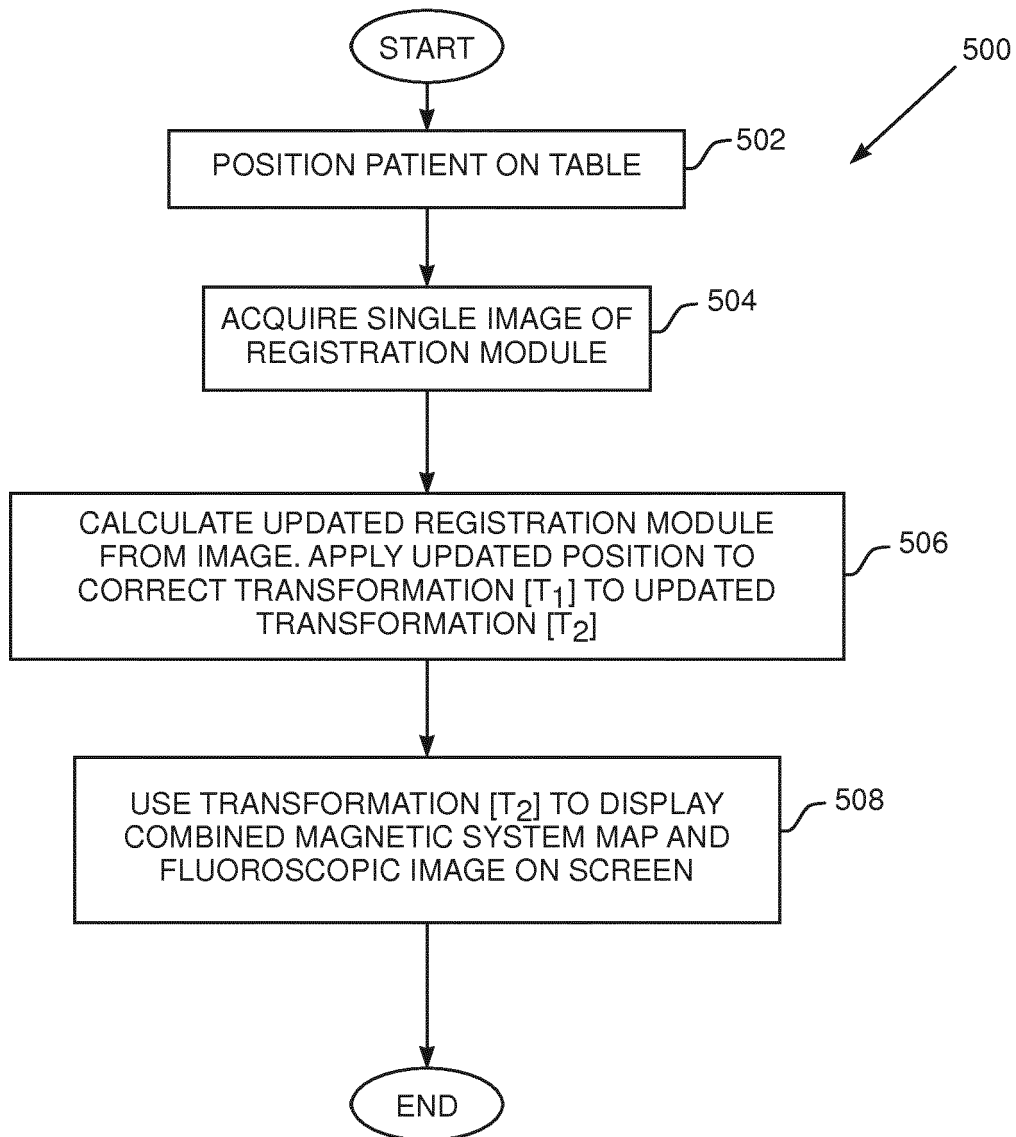 START
500
502
POSITION PATIENT ON TABLE
504
ACQUIRE SINGLE IMAGE OF
REGISTRATION MODULE
CALCULATE UPDATED REGISTRATION MODULE
FROM IMAGE. APPLY UPDATED POSITION TO
CORRECT TRANSFORMATION [T1] TO UPDATED
TRANSFORMATION [T2]
506
USE TRANSFORMATION [T2] TO DISPLAY
COMBINED MAGNETIC SYSTEM MAP AND
FLUOROSCOPIC IMAGE ON SCREEN
508
END